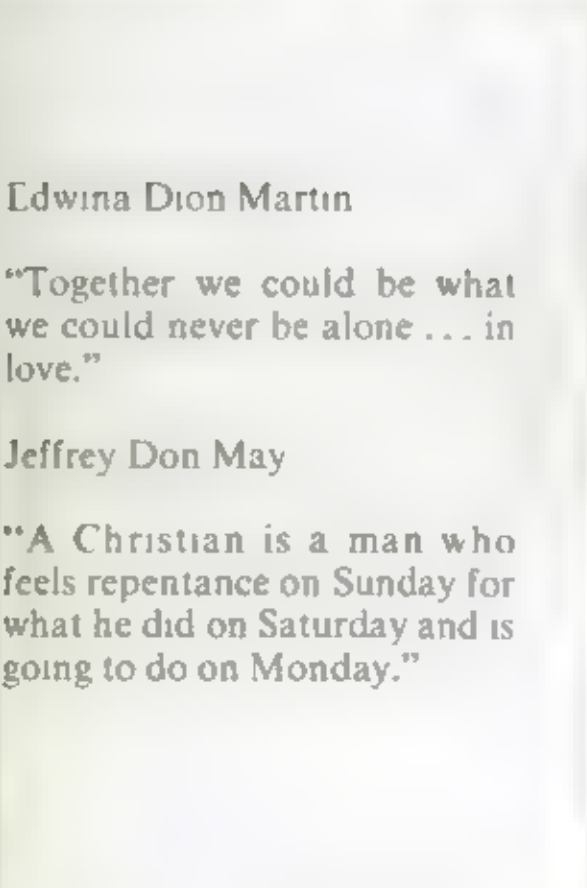 Edwina Dion Martin
“Together we could be what
we could never be alone ... in
love.”
Jeffrey Don May
“A Christian is a man who
feels repentance on Sunday for
what he did on Saturday and is
going to do on Monday.”